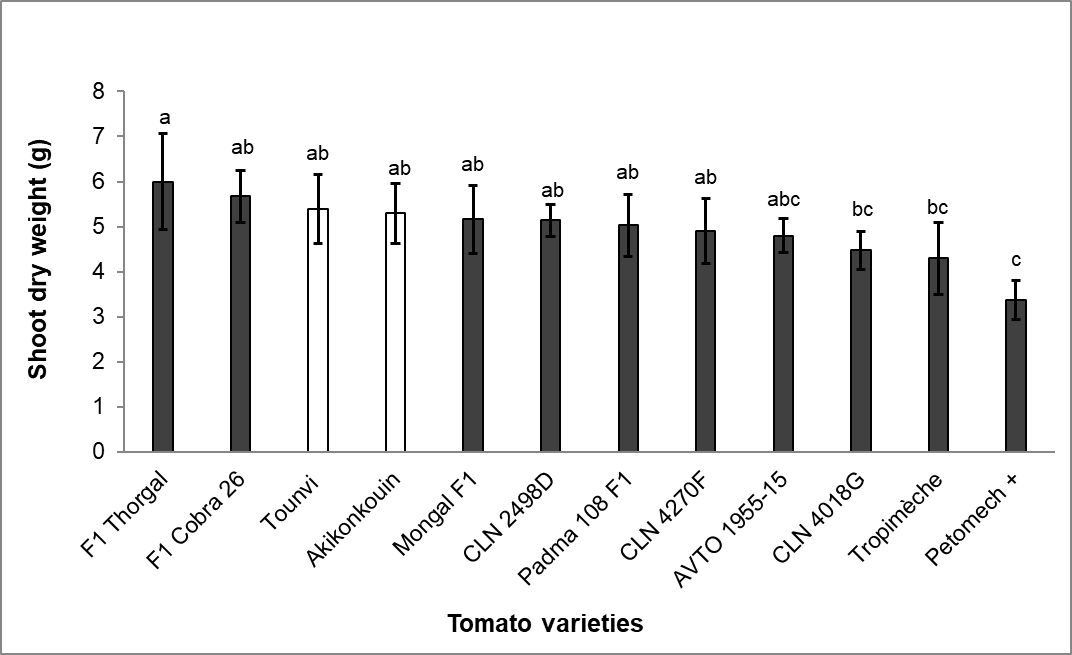 8
7
6
5
4
3
2
1
0
Shoot dry weight (g)
a
ab
ab
ab
ab
ab
ab
ab
abc
bc
bc
c
F1 Thorgal
F1 Cobra 26
Tounvi
Akikonkouin
Mongal F1
CLN 2498D
Padma 108 F1
CLN 4270F
AVTO 1955-15
CLN 4018G
Tropimèche
Petomech +
Tomato varieties